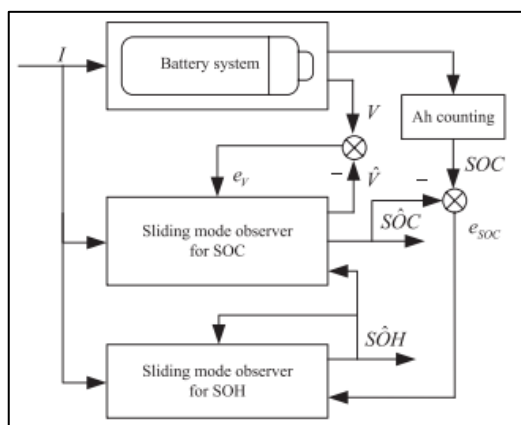 I
Battery system
V
Ah counting
SOC
e_V
−
V̂
−
Sliding mode observer
for SOC
SÔC
e_SOC
SÔH
Sliding mode observer
for SOH